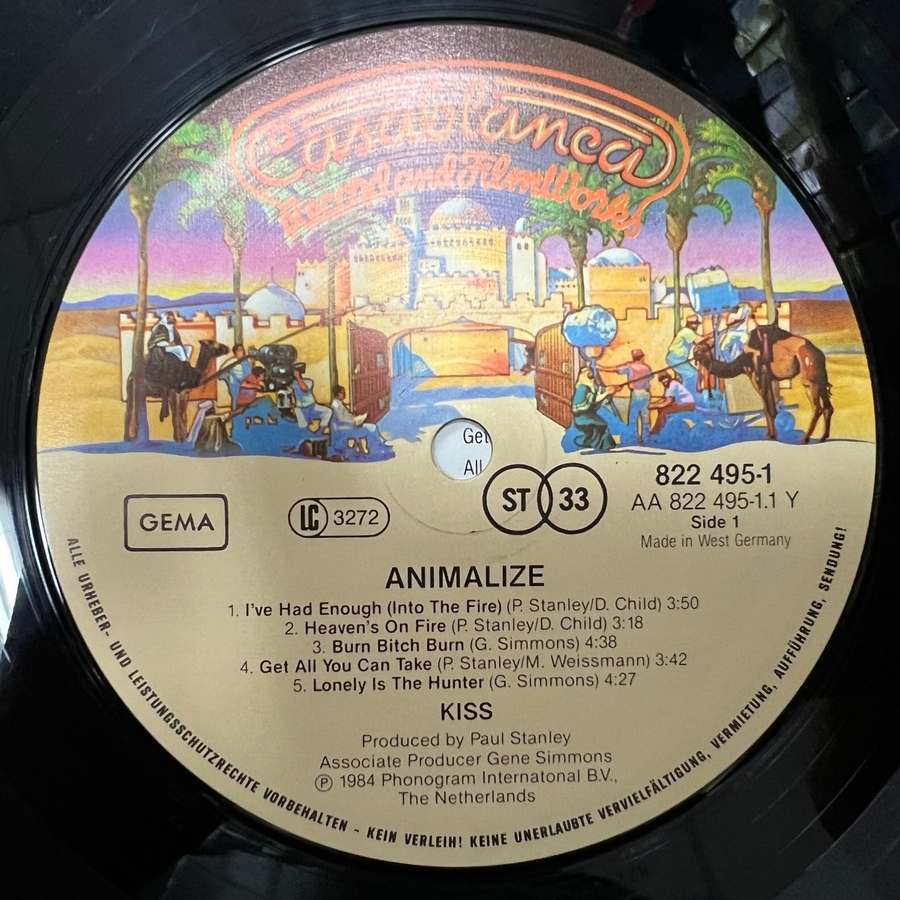 Casablanca
Record and FilmWorks
Get
All
GEMA
LC 3272
ST 33
822 495-1
AA 822 495-1.1 Y
Side 1
Made in West Germany
ANIMALIZE
1. I've Had Enough (Into The Fire) (P. Stanley/D. Child) 3:50
2. Heaven's On Fire (P. Stanley/D. Child) 3:18
3. Burn Bitch Burn (G. Simmons) 4:38
4. Get All You Can Take (P. Stanley/M. Weissmann) 3:42
5. Lonely Is The Hunter (G. Simmons) 4:27
KISS
Produced by Paul Stanley
Associate Producer Gene Simmons
Ⓟ 1984 Phonogram Internatonal B.V.,
The Netherlands
ALLE URHEBER- UND LEISTUNGSSCHUTZRECHTE VORBEHALTEN - KEIN VERLEIH! KEINE UNERLAUBTE VERVIELFÄLTIGUNG, VERMIETUNG, AUFFÜHRUNG, SENDUNG!